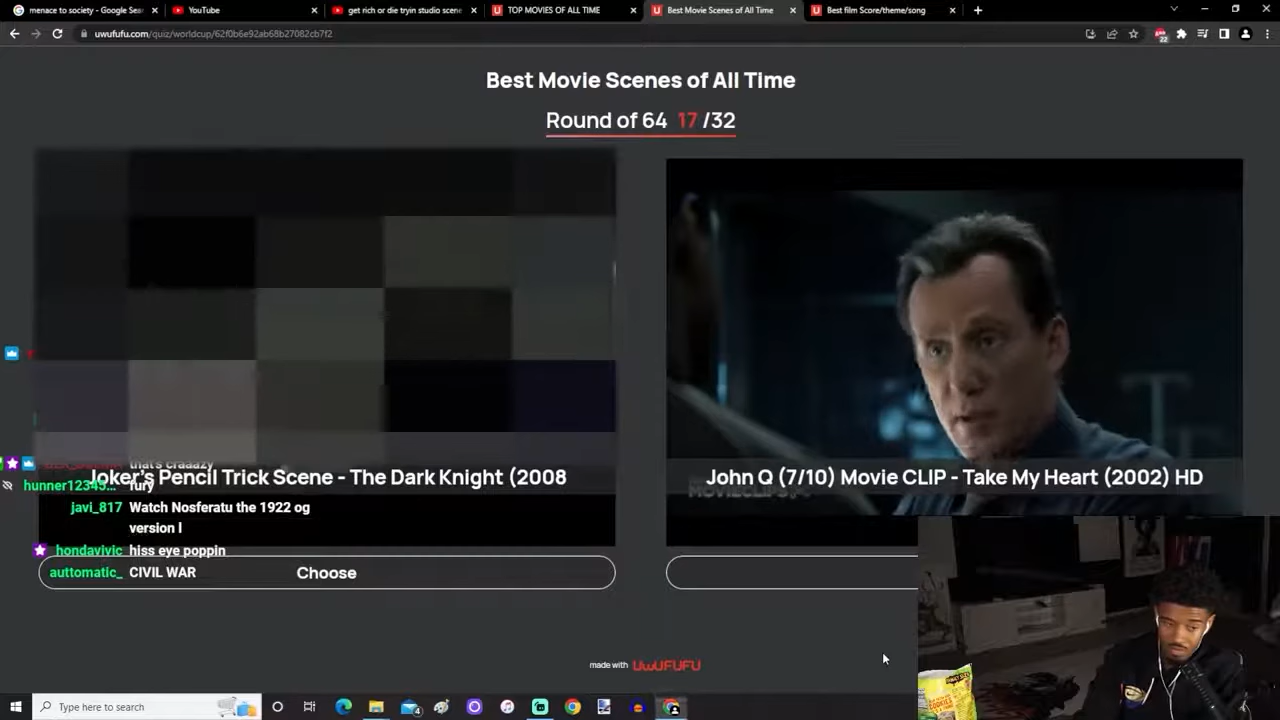 menace to society - Google Sear
YouTube
get rich or die tryin studio scene
TOP MOVIES OF ALL TIME
Best Movie Scenes of All Time
Best film Score/theme/song
uwufufu.com/quiz/worldcup/62f0b6e92ab68b27082cb7f2
22
Best Movie Scenes of All Time
Round of 64 17 /32
Joker's Pencil Trick Scene - The Dark Knight (2008
John Q (7/10) Movie CLIP - Take My Heart (2002) HD
MOVIECLIPS
that's craaazy
hunner12345... fury
javi_817 Watch Nosferatu the 1922 og
version I
hondavivic hiss eye poppin
auttomatic_ CIVIL WAR
Choose
made with UWUFUFU
Type here to search
4